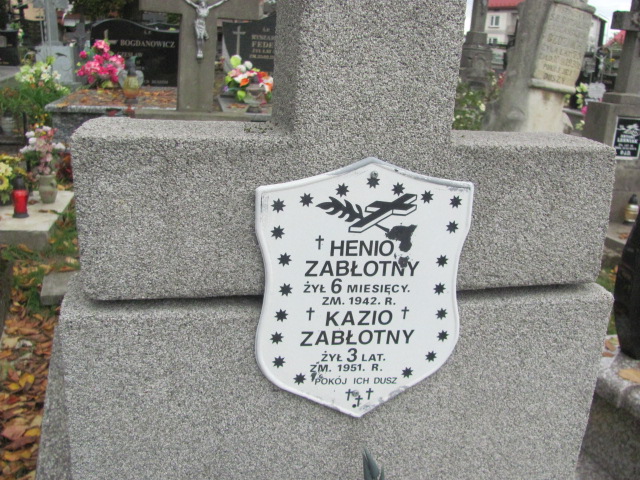 BOGDANOWICZ
† HENIO
ZABŁOTNY
ŻYŁ 6 MIESIĘCY.
ZM. 1942. R.
† KAZIO †
ZABŁOTNY
ŻYŁ 3 LAT.
ZM. 1951. R.
POKÓJ ICH DUSZ